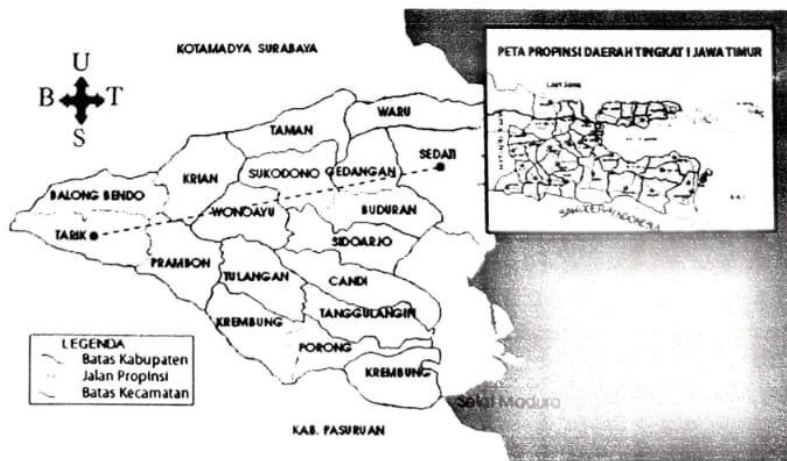 KOTAMADYA SURABAYA
PETA PROPINSI DAERAH TINGKAT I JAWA TIMUR
Laut Jawa
U
B T
S
WARU
TAMAN
SEDATI
SUKODONO
GEDANGAN
KRIAN
BALONG BENDO
WONOAYU
BUDURAN
TARIK
SIDOARJO
PRAMBON
TULANGAN
CANDI
KREMBUNG
TANGGULANGIN
PORONG
KREMBUNG
LEGENDA
Batas Kabupaten
Jalan Propinsi
Batas Kecamatan
Selat Madura
KAB. PASURUAN